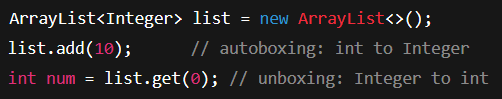 ArrayList<Integer> list = new ArrayList<>();
list.add(10);      // autoboxing: int to Integer
int num = list.get(0); // unboxing: Integer to int